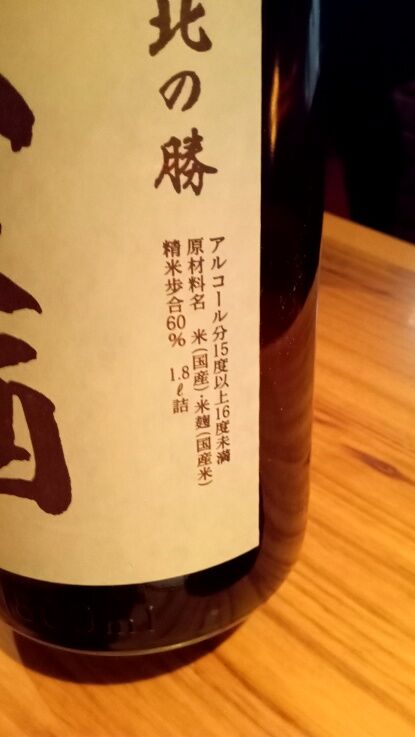 北の勝
アルコール分15度以上16度未満
原材料名 米(国産)・米麹(国産米)
精米歩合60% 1.8ℓ詰